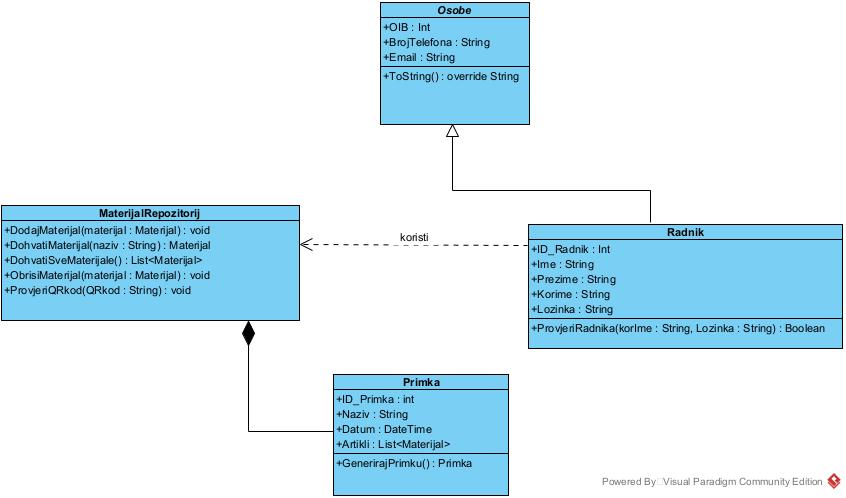 Osobe
+OIB : Int
+BrojTelefona : String
+Email : String
+ToString() : override String
MaterijalRepozitorij
+DodajMaterijal(materijal : Materijal) : void
+DohvatiMaterijal(naziv : String) : Materijal
+DohvatiSveMaterijale() : List<Materijal>
+ObrisiMaterijal(materijal : Materijal) : void
+ProvjeriQRkod(QRkod : String) : void
koristi
Radnik
+ID_Radnik : Int
+Ime : String
+Prezime : String
+Korime : String
+Lozinka : String
+ProvjeriRadnika(korIme : String, Lozinka : String) : Boolean
Primka
+ID_Primka : int
+Naziv : String
+Datum : DateTime
+Artikli : List<Materijal>
+GenerirajPrimku() : Primka
Powered By Visual Paradigm Community Edition